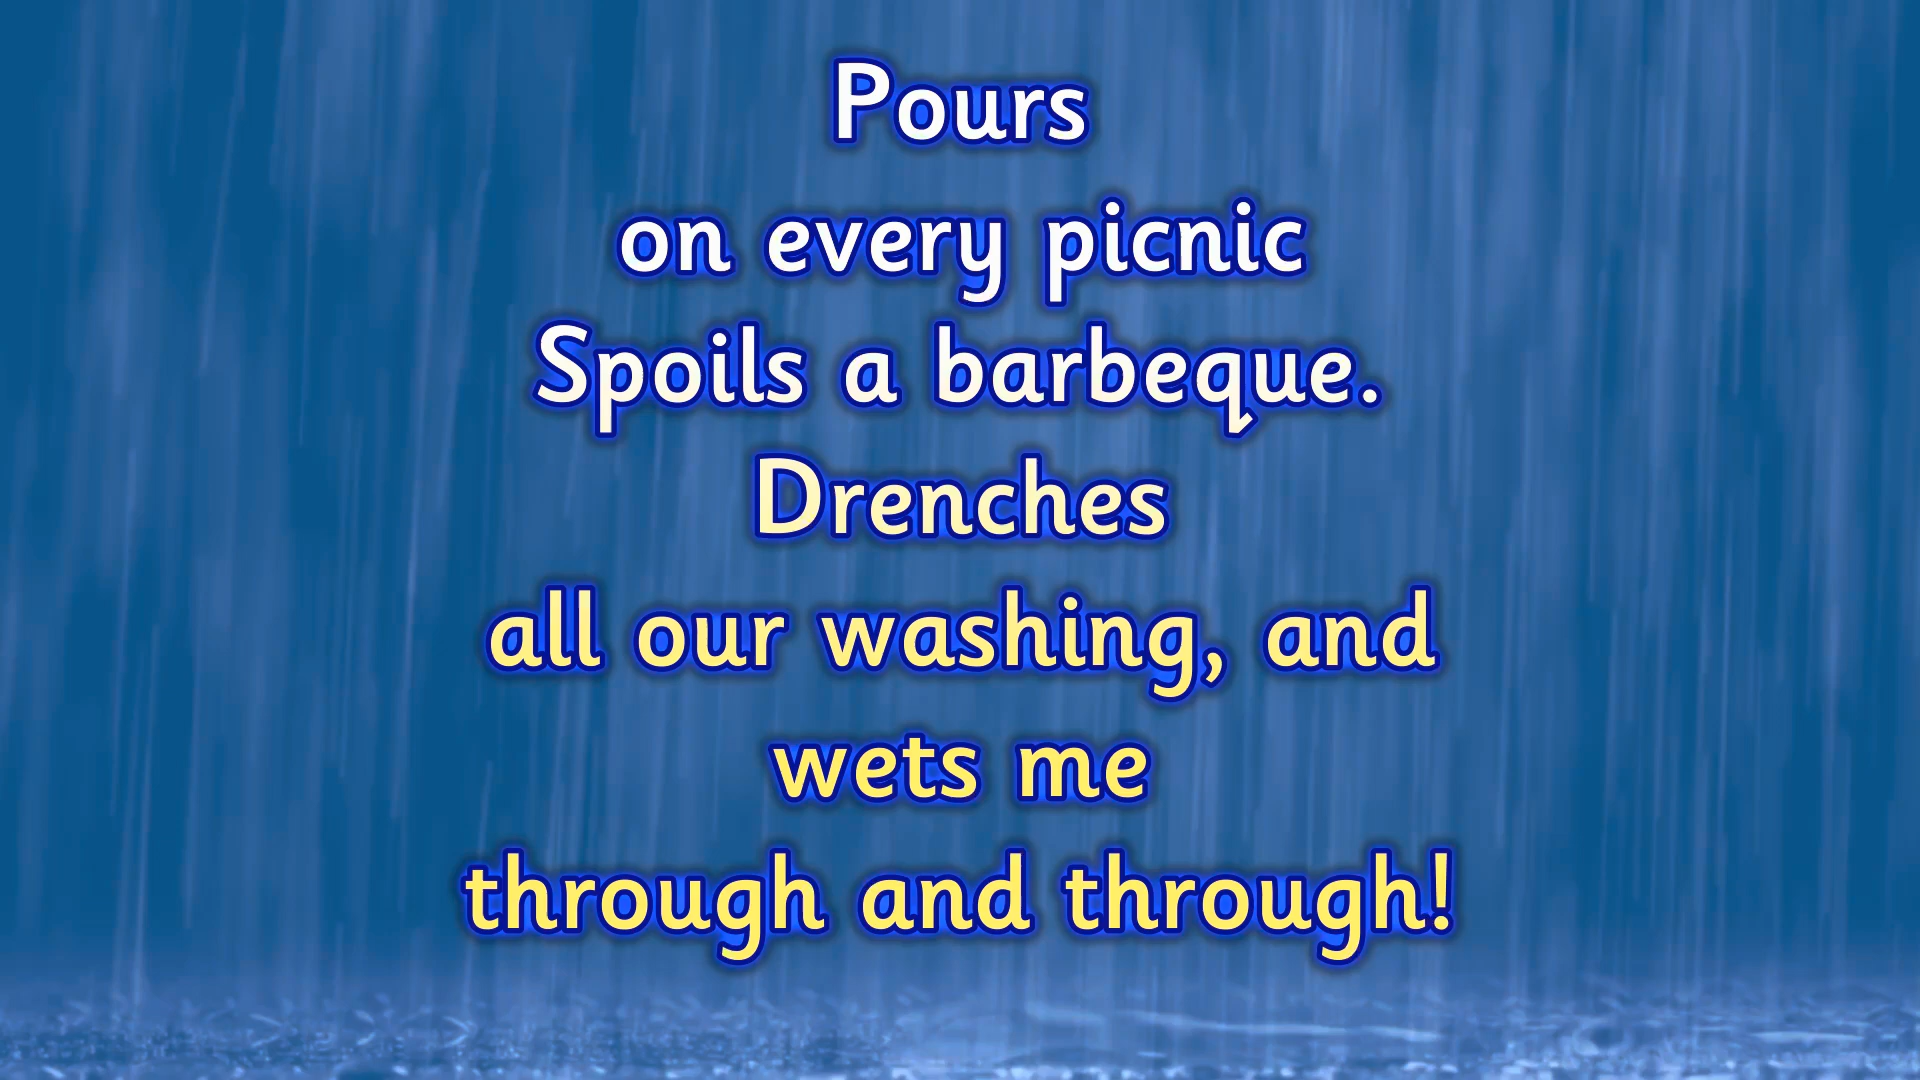 Pours
on every picnic
Spoils a barbeque.
Drenches
all our washing, and
wets me
through and through!